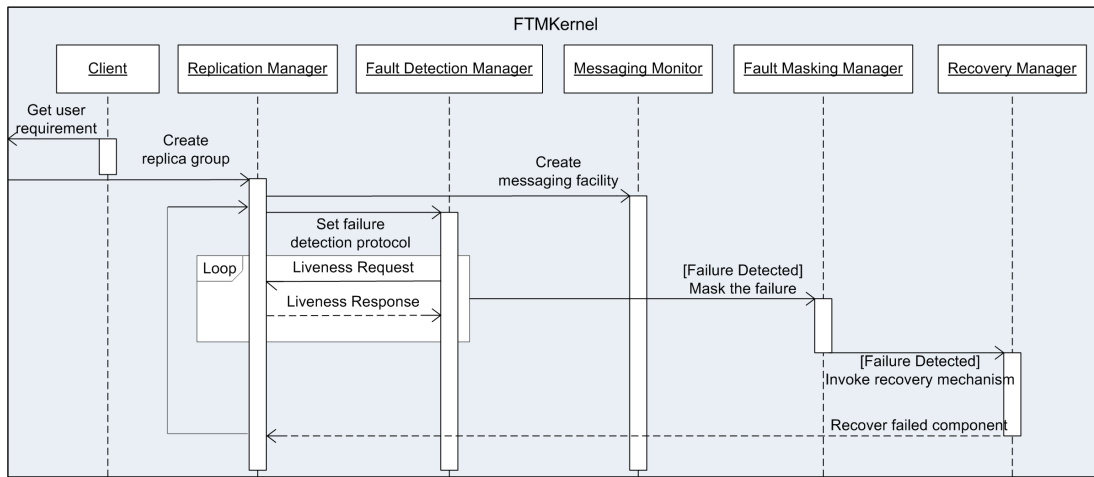 FTMKernel
Client
Replication Manager
Fault Detection Manager
Messaging Monitor
Fault Masking Manager
Recovery Manager
Get user
requirement
Create
replica group
Create
messaging facility
Set failure
detection protocol
Loop
Liveness Request
Liveness Response
[Failure Detected]
Mask the failure
[Failure Detected]
Invoke recovery mechanism
Recover failed component